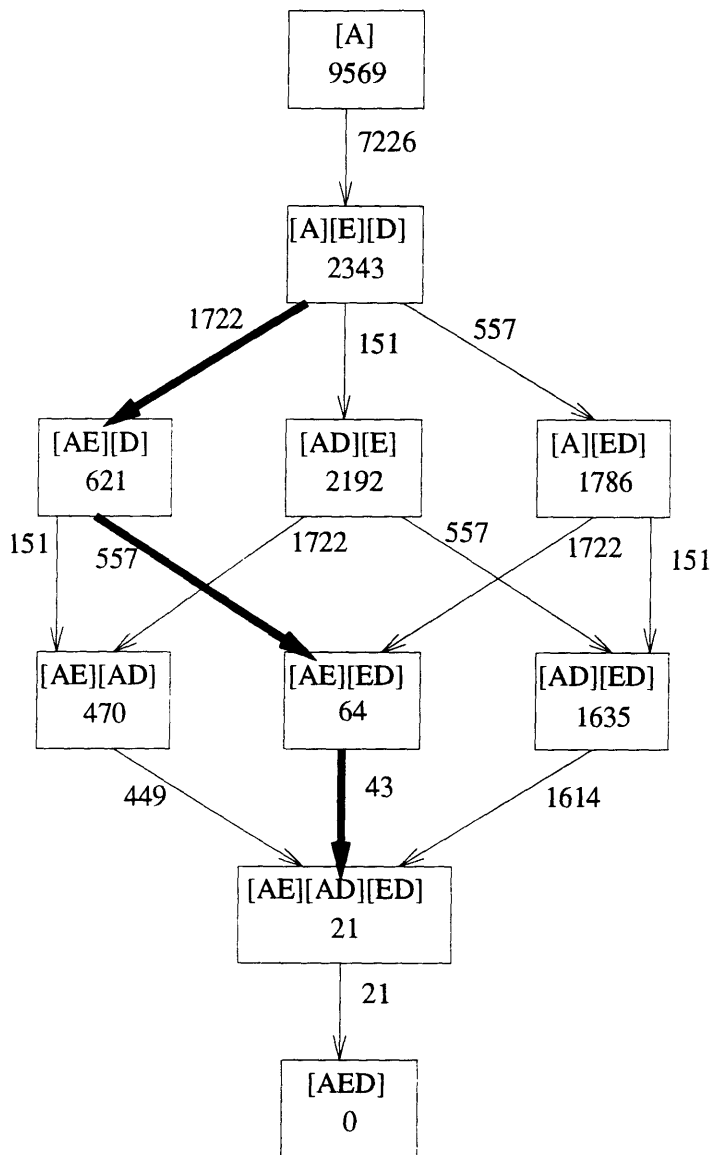 [A]
9569
7226
[A][E][D]
2343
1722
151
557
[AE][D]
621
[AD][E]
2192
[A][ED]
1786
151
557
1722
557
1722
151
[AE][AD]
470
[AE][ED]
64
[AD][ED]
1635
449
43
1614
[AE][AD][ED]
21
21
[AED]
0